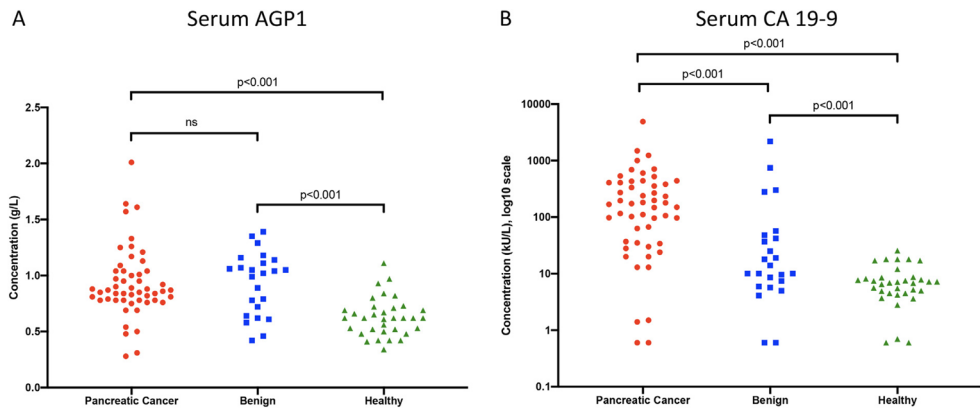 A
Serum AGP1
p<0.001
ns
p<0.001
2.5
2.0
1.5
1.0
0.5
0.0
Concentration (g/L)
Pancreatic Cancer
Benign
Healthy
B
Serum CA 19-9
p<0.001
p<0.001
p<0.001
10000
1000
100
10
1
0.1
Concentration (kU/L), log10 scale
Pancreatic Cancer
Benign
Healthy